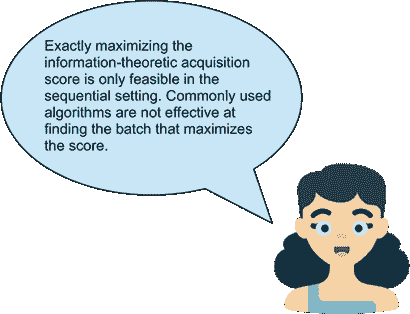 Exactly maximizing the
information-theoretic acquisition
score is only feasible in the
sequential setting. Commonly used
algorithms are not effective at
finding the batch that maximizes
the score.